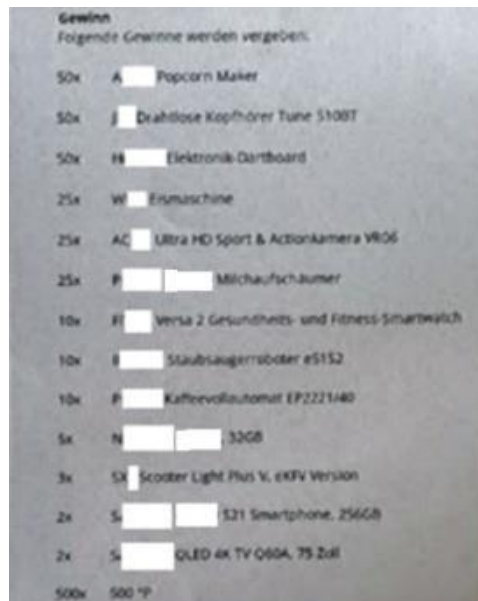 Gewinn
Folgende Gewinne werden vergeben:
50x A Popcorn Maker
50x J Drahtlose Kopfhörer Tune 510BT
50x H Elektronik-Dartboard
25x W Eismaschine
25x AC Ultra HD Sport & Actionkamera VR06
25x P Milchaufschäumer
10x Fi Versa 2 Gesundheits- und Fitness-Smartwatch
10x Staubsaugerroboter e5152
10x P Kaffeevollautomat EP2221/40
5x N , 32GB
3x SX Scooter Light Plus V, eKFV Version
2x S S21 Smartphone, 256GB
2x S QLED 4K TV Q60A, 75 Zoll
500x 500 °P